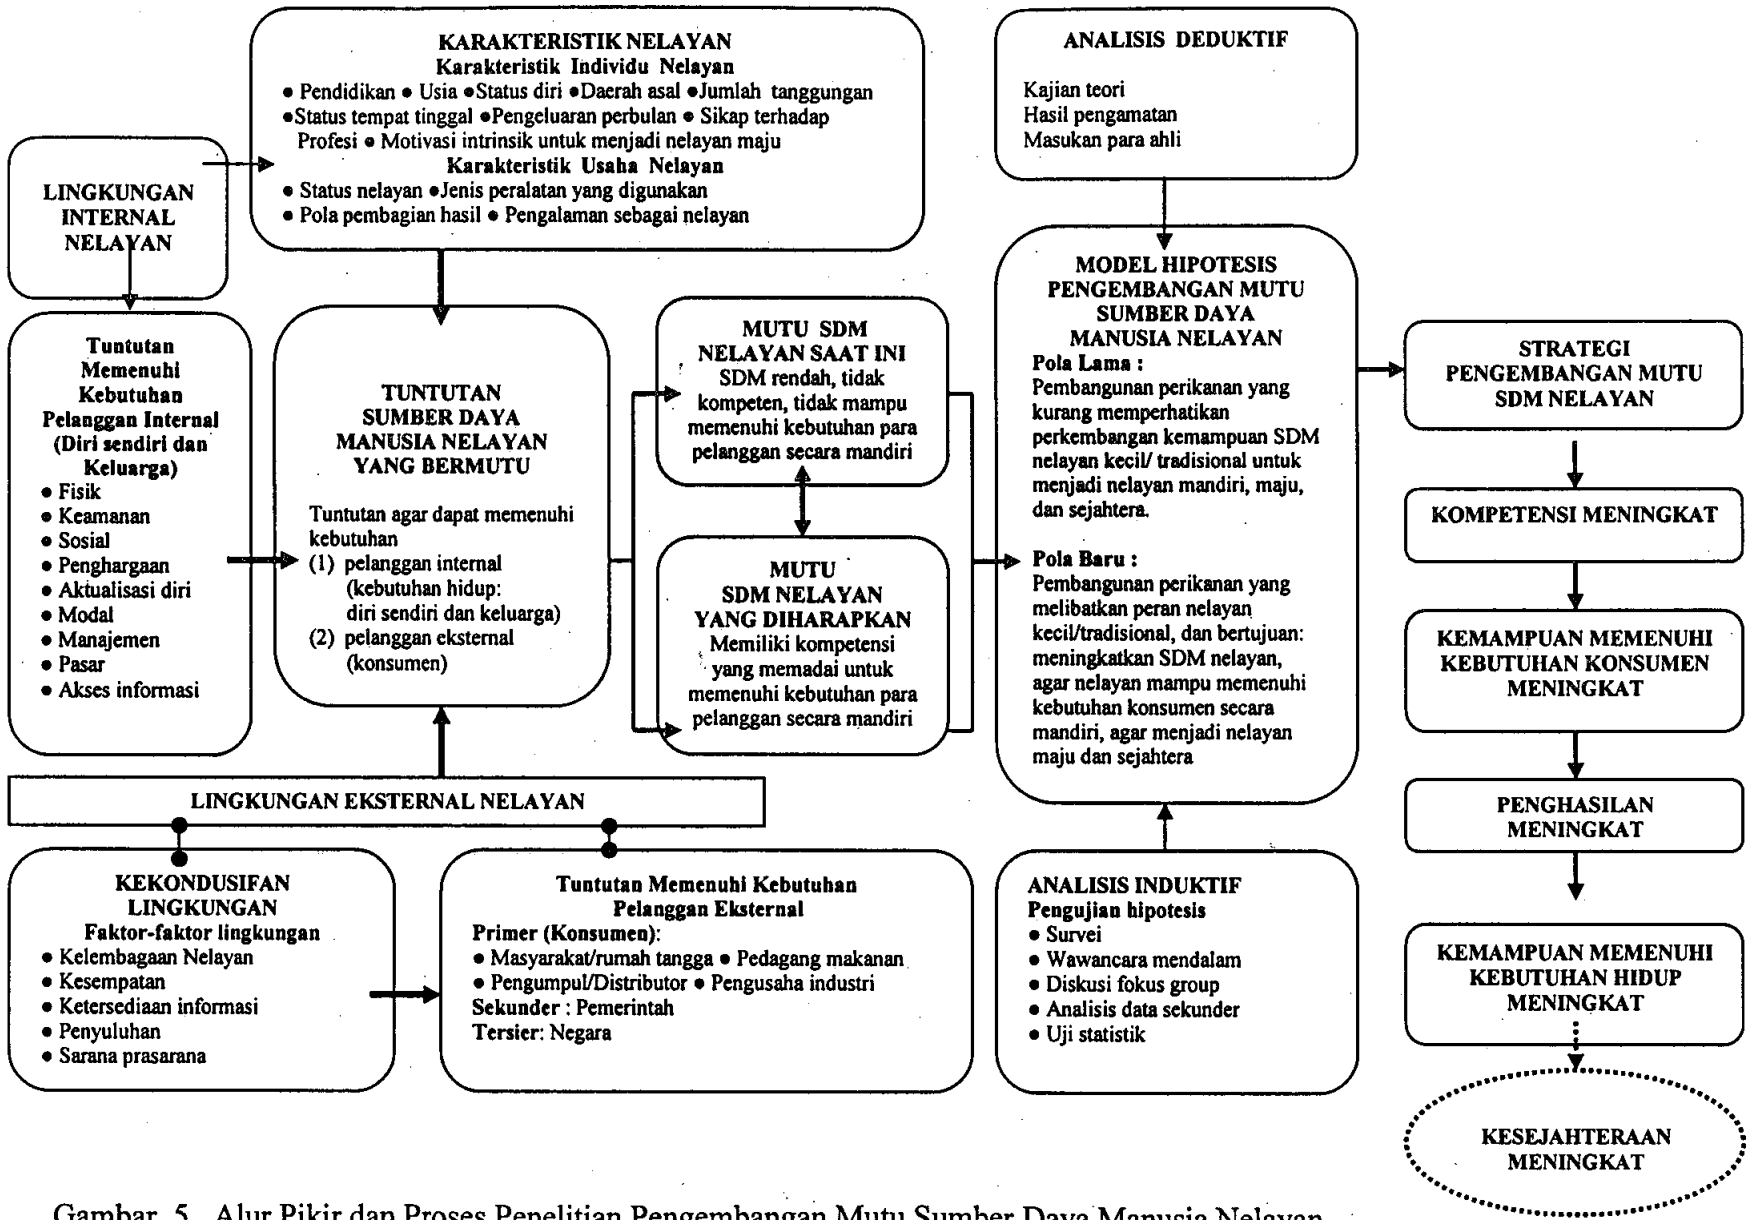 KARAKTERISTIK NELAYAN
Karakteristik Individu Nelayan
● Pendidikan ● Usia ●Status diri ●Daerah asal ●Jumlah tanggungan
●Status tempat tinggal ●Pengeluaran perbulan ● Sikap terhadap
Profesi ● Motivasi intrinsik untuk menjadi nelayan maju
Karakteristik Usaha Nelayan
● Status nelayan ●Jenis peralatan yang digunakan
● Pola pembagian hasil ● Pengalaman sebagai nelayan
ANALISIS DEDUKTIF
Kajian teori
Hasil pengamatan
Masukan para ahli
LINGKUNGAN
INTERNAL
NELAYAN
Tuntutan
Memenuhi
Kebutuhan
Pelanggan Internal
(Diri sendiri dan
Keluarga)
● Fisik
● Keamanan
● Sosial
● Penghargaan
● Aktualisasi diri
● Modal
● Manajemen
● Pasar
● Akses informasi
TUNTUTAN
SUMBER DAYA
MANUSIA NELAYAN
YANG BERMUTU
Tuntutan agar dapat memenuhi
kebutuhan
(1) pelanggan internal
(kebutuhan hidup:
diri sendiri dan keluarga)
(2) pelanggan eksternal
(konsumen)
MUTU SDM
NELAYAN SAAT INI
SDM rendah, tidak
kompeten, tidak mampu
memenuhi kebutuhan para
pelanggan secara mandiri
MUTU
SDM NELAYAN
YANG DIHARAPKAN
Memiliki kompetensi
yang memadai untuk
memenuhi kebutuhan para
pelanggan secara mandiri
MODEL HIPOTESIS
PENGEMBANGAN MUTU
SUMBER DAYA
MANUSIA NELAYAN
Pola Lama :
Pembangunan perikanan yang
kurang memperhatikan
perkembangan kemampuan SDM
nelayan kecil/ tradisional untuk
menjadi nelayan mandiri, maju,
dan sejahtera.
Pola Baru :
Pembangunan perikanan yang
melibatkan peran nelayan
kecil/tradisional, dan bertujuan:
meningkatkan SDM nelayan,
agar nelayan mampu memenuhi
kebutuhan konsumen secara
mandiri, agar menjadi nelayan
maju dan sejahtera
STRATEGI
PENGEMBANGAN MUTU
SDM NELAYAN
KOMPETENSI MENINGKAT
KEMAMPUAN MEMENUHI
KEBUTUHAN KONSUMEN
MENINGKAT
PENGHASILAN
MENINGKAT
KEMAMPUAN MEMENUHI
KEBUTUHAN HIDUP
MENINGKAT
KESEJAHTERAAN
MENINGKAT
LINGKUNGAN EKSTERNAL NELAYAN
KEKONDUSIFAN
LINGKUNGAN
Faktor-faktor lingkungan
● Kelembagaan Nelayan
● Kesempatan
● Ketersediaan informasi
● Penyuluhan
● Sarana prasarana
Tuntutan Memenuhi Kebutuhan
Pelanggan Eksternal
Primer (Konsumen):
● Masyarakat/rumah tangga ● Pedagang makanan
● Pengumpul/Distributor ● Pengusaha industri
Sekunder : Pemerintah
Tersier: Negara
ANALISIS INDUKTIF
Pengujian hipotesis
● Survei
● Wawancara mendalam
● Diskusi fokus group
● Analisis data sekunder
● Uji statistik
Gambar 5 Alur Pikir dan Proses Penelitian Pengembangan Mutu Sumber Daya Manusia Nelayan